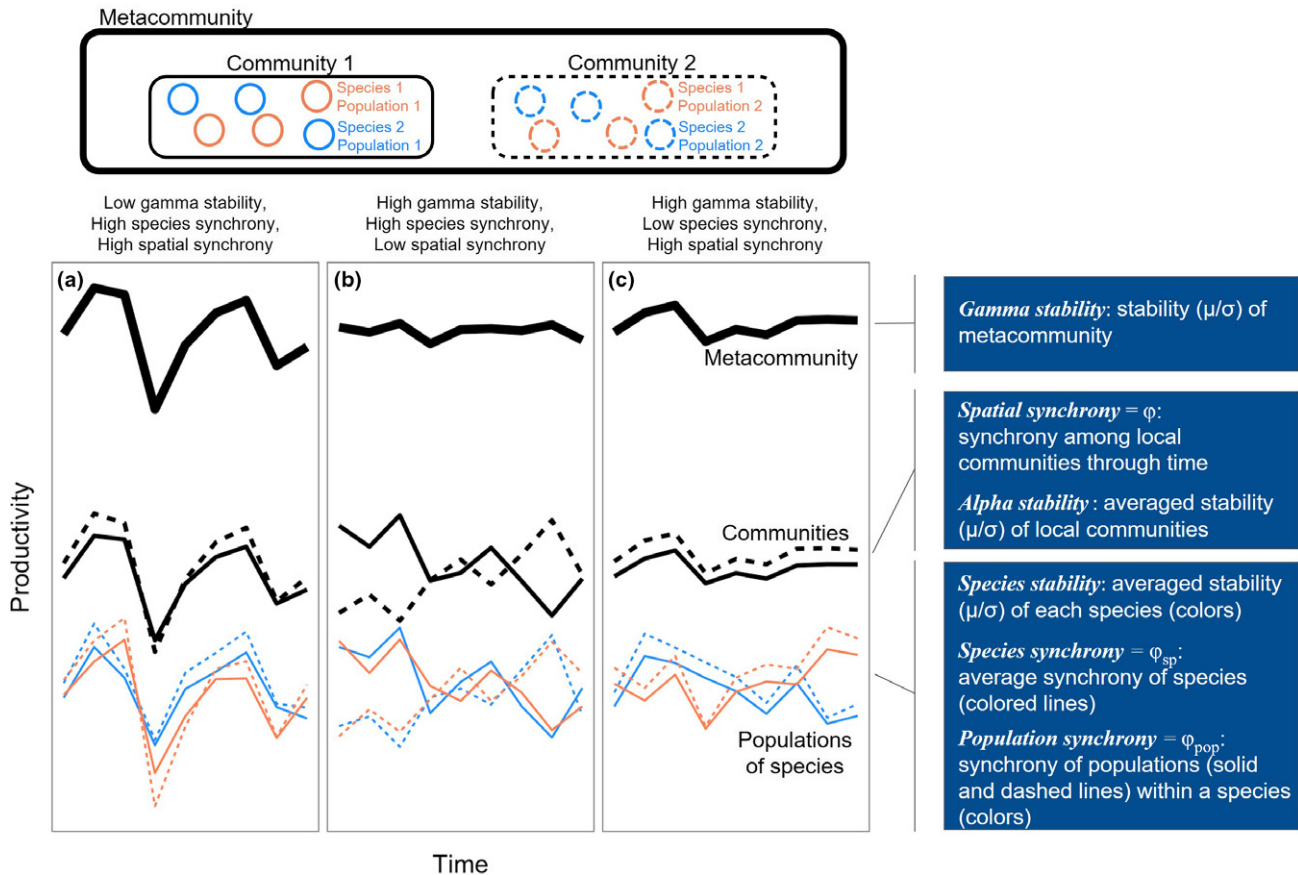 Metacommunity
Community 1
Species 1
Population 1
Species 2
Population 1
Community 2
Species 1
Population 2
Species 2
Population 2
Low gamma stability,
High species synchrony,
High spatial synchrony
High gamma stability,
High species synchrony,
Low spatial synchrony
High gamma stability,
Low species synchrony,
High spatial synchrony
(a)
(b)
(c)
Metacommunity
Communities
Populations
of species
Productivity
Time
Gamma stability: stability (μ/σ) of
metacommunity
Spatial synchrony = φ:
synchrony among local
communities through time
Alpha stability : averaged stability
(μ/σ) of local communities
Species stability: averaged stability
(μ/σ) of each species (colors)
Species synchrony = φsp:
average synchrony of species
(colored lines)
Population synchrony = φpop:
synchrony of populations (solid
and dashed lines) within a species
(colors)